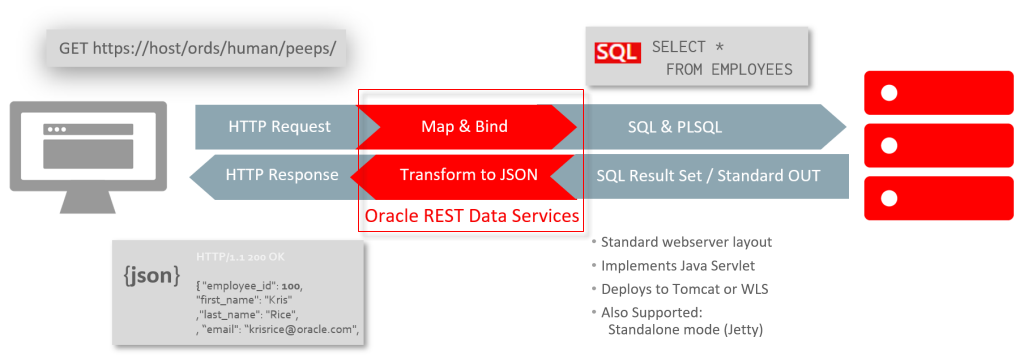 GET https://host/ords/human/peeps/
SQL
SELECT *
FROM EMPLOYEES
HTTP Request
Map & Bind
SQL & PLSQL
HTTP Response
Transform to JSON
SQL Result Set / Standard OUT
Oracle REST Data Services
{json}
HTTP/1.1 200 OK
[ "employee_id": 100,
"first_name": "Kris"
,"last_name": "Rice",
, "email": "krisrice@oracle.com",
• Standard webserver layout
• Implements Java Servlet
• Deploys to Tomcat or WLS
• Also Supported:
Standalone mode (Jetty)